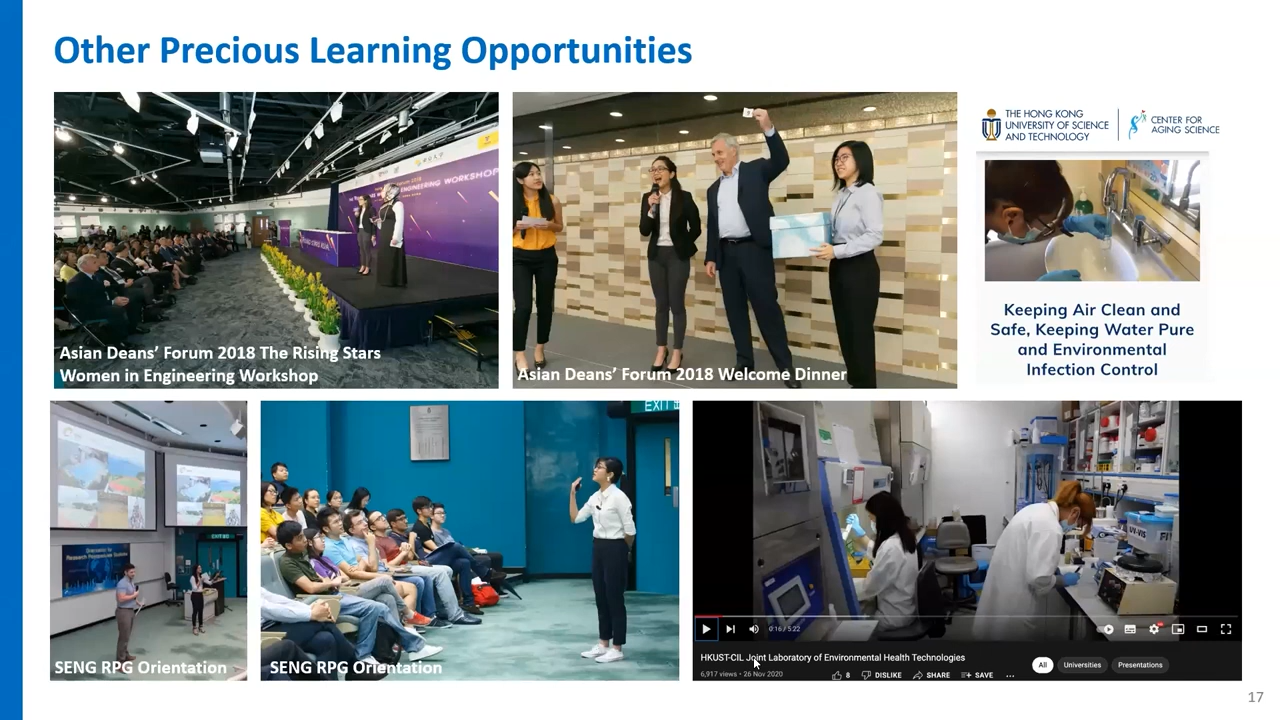 Other Precious Learning Opportunities
Asian Deans' Forum 2018 The Rising Stars
Women in Engineering Workshop
Asian Deans' Forum 2018 Welcome Dinner
THE HONG KONG
UNIVERSITY OF SCIENCE
AND TECHNOLOGY
CENTER FOR
AGING SCIENCE
Keeping Air Clean and
Safe, Keeping Water Pure
and Environmental
Infection Control
SENG RPG Orientation
EXIT
SENG RPG Orientation
UV-VIS
0:16 / 5:22
HKUST-CIL Joint Laboratory of Environmental Health Technologies
6,917 views • 26 Nov 2020
8
DISLIKE
SHARE
SAVE
All
Universities
Presentations
17